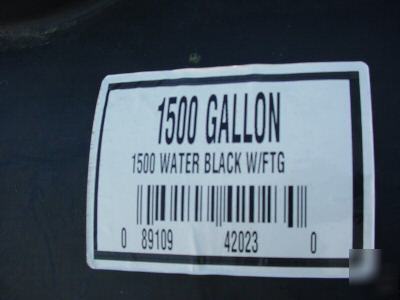 1500 GALLON
1500 WATER BLACK W/FTG
0 89109 42023 0